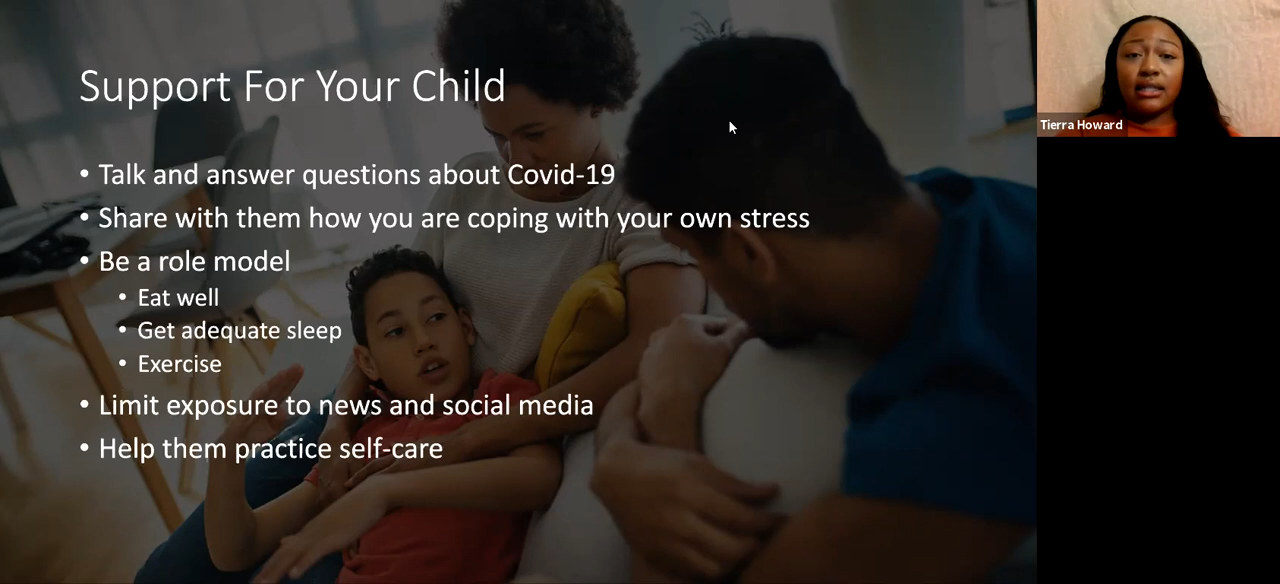 Support For Your Child
• Talk and answer questions about Covid-19
• Share with them how you are coping with your own stress
• Be a role model
• Eat well
• Get adequate sleep
• Exercise
• Limit exposure to news and social media
• Help them practice self-care
Tierra Howard